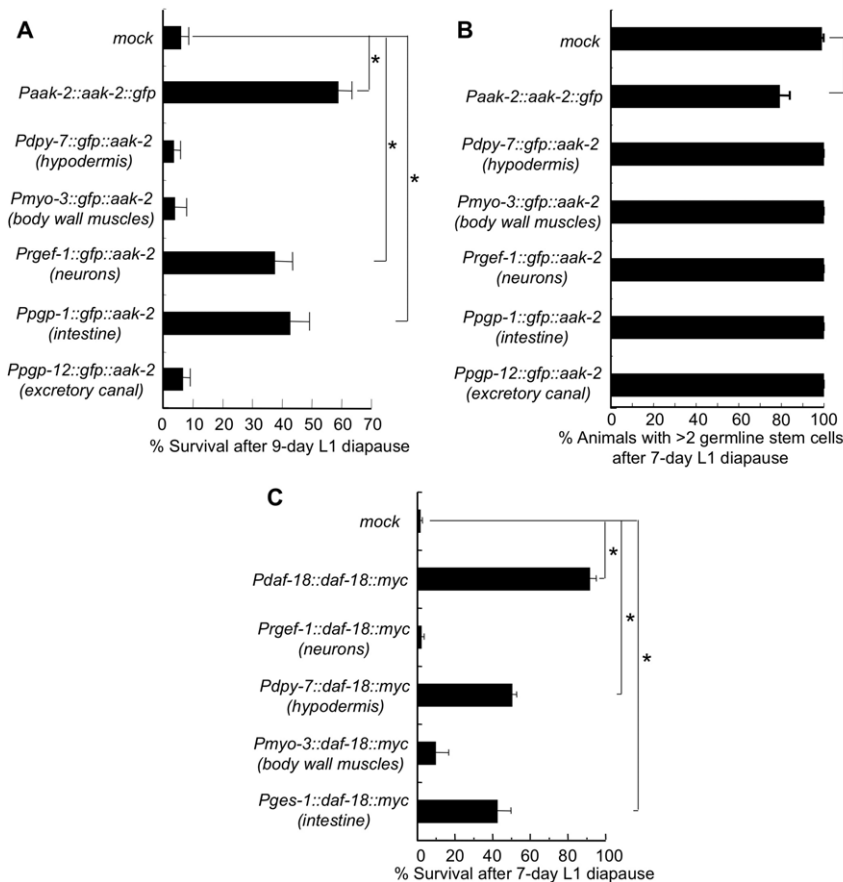 A
mock
Paak-2::aak-2::gfp
Pdpy-7::gfp::aak-2
(hypodermis)
Pmyo-3::gfp::aak-2
(body wall muscles)
Prgef-1::gfp::aak-2
(neurons)
Ppgp-1::gfp::aak-2
(intestine)
Ppgp-12::gfp::aak-2
(excretory canal)
*
*
*
0 10 20 30 40 50 60 70
% Survival after 9-day L1 diapause
B
mock
Paak-2::aak-2::gfp
Pdpy-7::gfp::aak-2
(hypodermis)
Pmyo-3::gfp::aak-2
(body wall muscles)
Prgef-1::gfp::aak-2
(neurons)
Ppgp-1::gfp::aak-2
(intestine)
Ppgp-12::gfp::aak-2
(excretory canal)
0 20 40 60 80 100
% Animals with >2 germline stem cells
after 7-day L1 diapause
C
mock
Pdaf-18::daf-18::myc
Prgef-1::daf-18::myc
(neurons)
Pdpy-7::daf-18::myc
(hypodermis)
Pmyo-3::daf-18::myc
(body wall muscles)
Pges-1::daf-18::myc
(intestine)
*
*
*
0 20 40 60 80 100
% Survival after 7-day L1 diapause